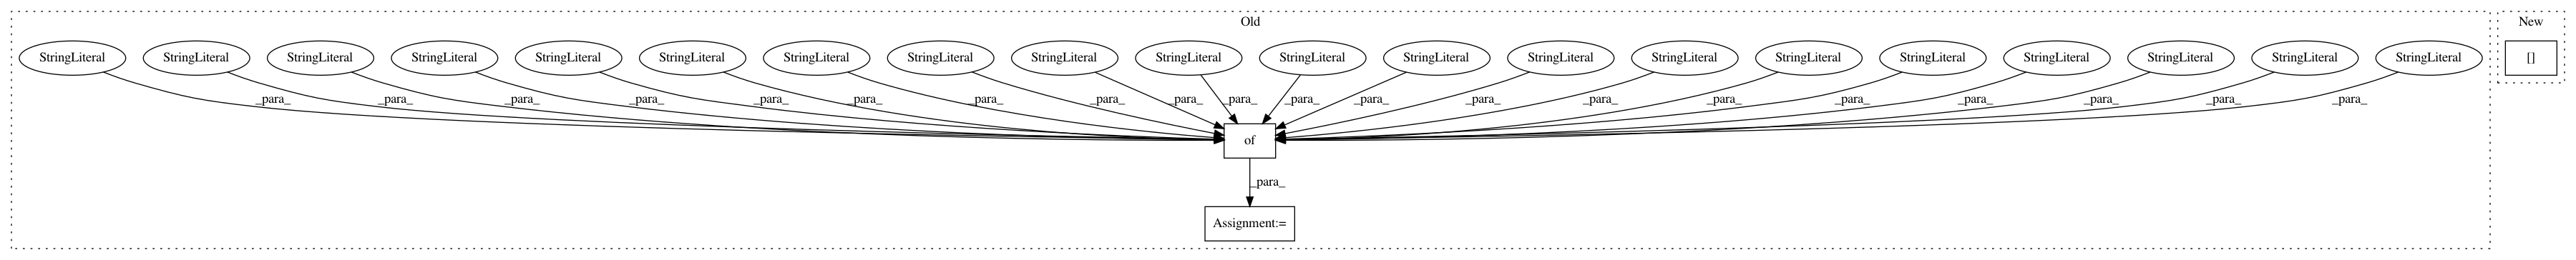 Old
New
StringLiteral StringLiteral StringLiteral StringLiteral StringLiteral StringLiteral StringLiteral StringLiteral StringLiteral StringLiteral StringLiteral StringLiteral StringLiteral StringLiteral StringLiteral StringLiteral StringLiteral StringLiteral StringLiteral StringLiteral
[]
_para_ _para_ _para_ _para_ _para_ _para_ _para_ _para_ _para_ _para_ _para_ _para_ _para_ _para_ _para_ _para_ _para_ _para_ _para_ _para_
of
_para_
Assignment:=